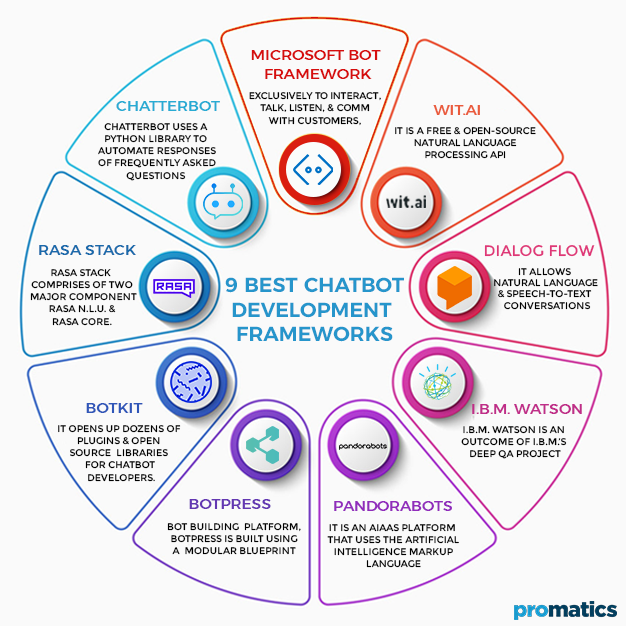 MICROSOFT BOT
FRAMEWORK
EXCLUSIVELY TO INTERACT,
TALK, LISTEN, & COMM
WITH CUSTOMERS,
WIT.AI
IT IS A FREE & OPEN-SOURCE
NATURAL LANGUAGE
PROCESSING API
wit.ai
DIALOG FLOW
IT ALLOWS
NATURAL LANGUAGE
& SPEECH-TO-TEXT
CONVERSATIONS
I.B.M. WATSON
I.B.M. WATSON IS AN
OUTCOME OF I.B.M.'S
DEEP QA PROJECT
pandorabots
PANDORABOTS
IT IS AN AIAAS PLATFORM
THAT USES THE ARTIFICIAL
INTELLIGENCE MARKUP
LANGUAGE
BOTPRESS
BOT BUILDING PLATFORM,
BOTPRESS IS BUILT USING
A MODULAR BLUEPRINT
BOTKIT
IT OPENS UP DOZENS OF
PLUGINS & OPEN
SOURCE LIBRARIES
FOR CHATBOT
DEVELOPERS.
RASA STACK
RASA STACK
COMPRISES OF TWO
MAJOR COMPONENT
RASA N.L.U. &
RASA CORE.
RASA
CHATTERBOT
CHATTERBOT USES A
PYTHON LIBRARY TO
AUTOMATE RESPONSES
OF FREQUENTLY ASKED
QUESTIONS
9 BEST CHATBOT
DEVELOPMENT
FRAMEWORKS
promatics